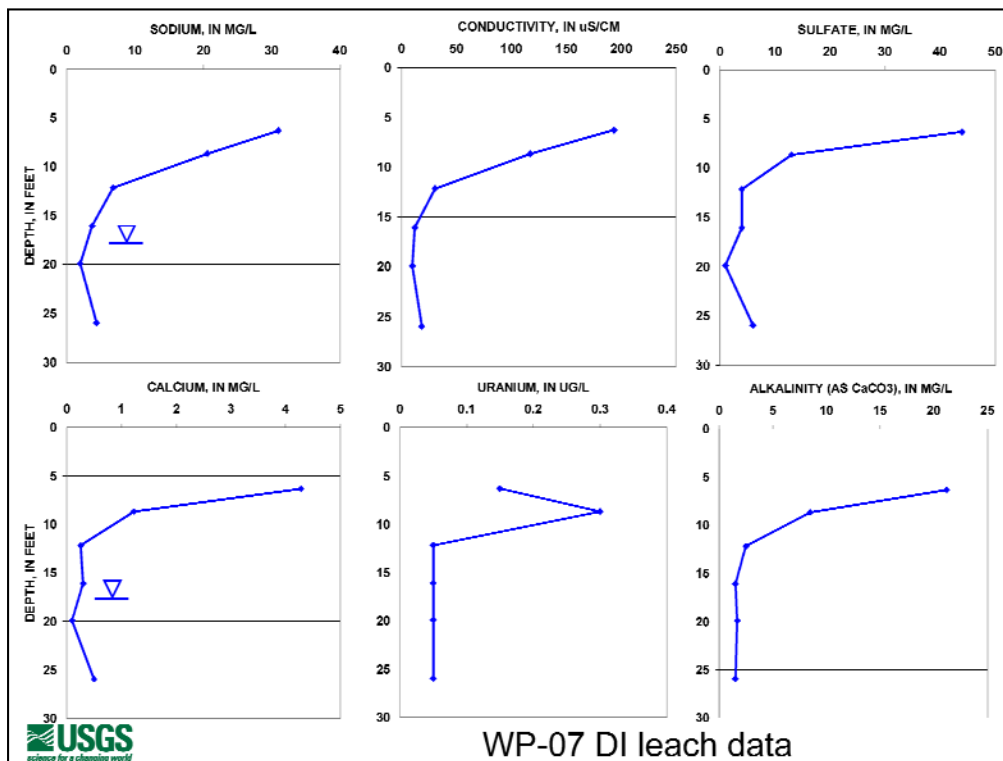 SODIUM, IN MG/L
0 20 40
0
5
10
15
20
25
30
DEPTH, IN FEET
CONDUCTIVITY, IN uS/CM
0 50 100 150 200 250
0
5
10
15
20
25
30
SULFATE, IN MG/L
0 10 20 30 40 50
0
5
10
15
20
25
30
CALCIUM, IN MG/L
0 1 2 3 4 5
0
5
10
15
20
25
30
DEPTH, IN FEET
URANIUM, IN UG/L
0 0.1 0.2 0.3 0.4
0
5
10
15
20
25
30
ALKALINITY (AS CaCO3), IN MG/L
0 5 10 15 20 25
0
5
10
15
20
25
30
USGS
science for a changing world
WP-07 DI leach data